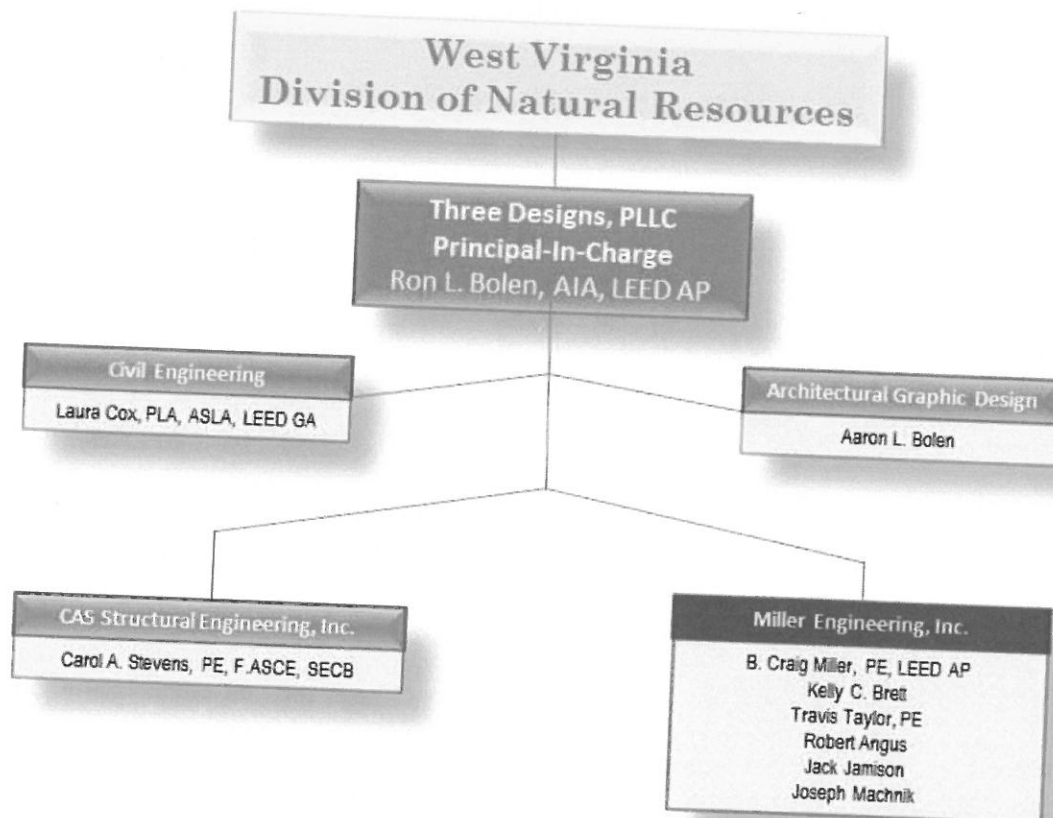 West Virginia
Division of Natural Resources
Three Designs, PLLC
Principal-In-Charge
Ron L. Bolen, AIA, LEED AP
Civil Engineering
Laura Cox, PLA, ASLA, LEED GA
Architectural Graphic Design
Aaron L. Bolen
CAS Structural Engineering, Inc.
Carol A. Stevens, PE, F.ASCE, SECB
Miller Engineering, Inc.
B. Craig Miller, PE, LEED AP
Kelly C. Brett
Travis Taylor, PE
Robert Angus
Jack Jamison
Joseph Machnik